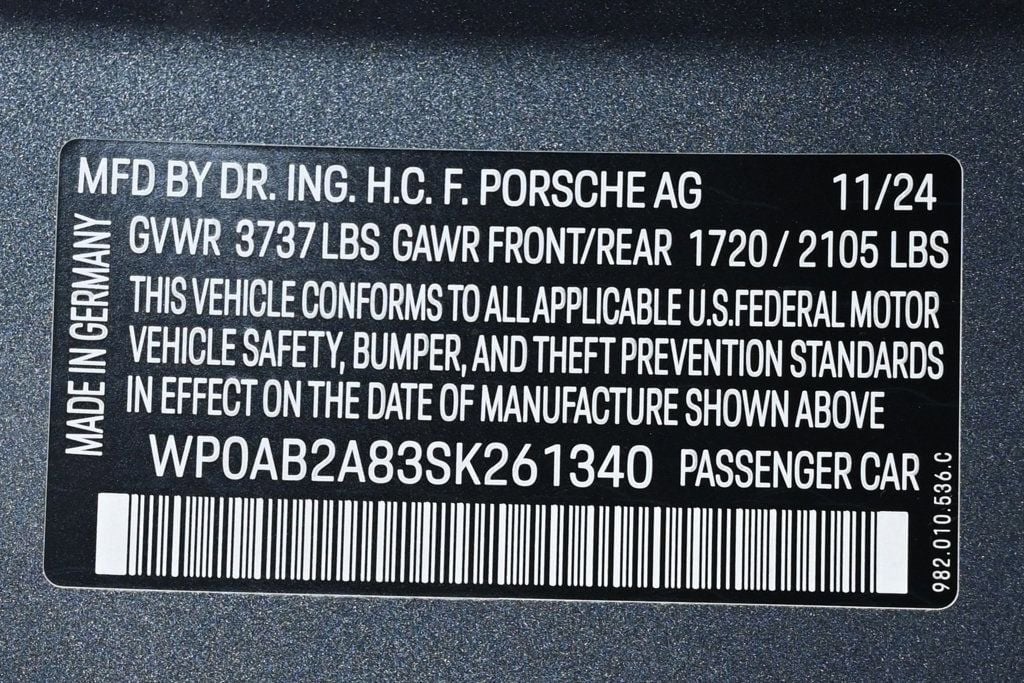 MFD BY DR. ING. H.C. F. PORSCHE AG 11/24
GVWR 3737 LBS GAWR FRONT/REAR 1720 / 2105 LBS
THIS VEHICLE CONFORMS TO ALL APPLICABLE U.S.FEDERAL MOTOR
VEHICLE SAFETY, BUMPER, AND THEFT PREVENTION STANDARDS
IN EFFECT ON THE DATE OF MANUFACTURE SHOWN ABOVE
WP0AB2A83SK261340 PASSENGER CAR
MADE IN GERMANY
982.010.536.C